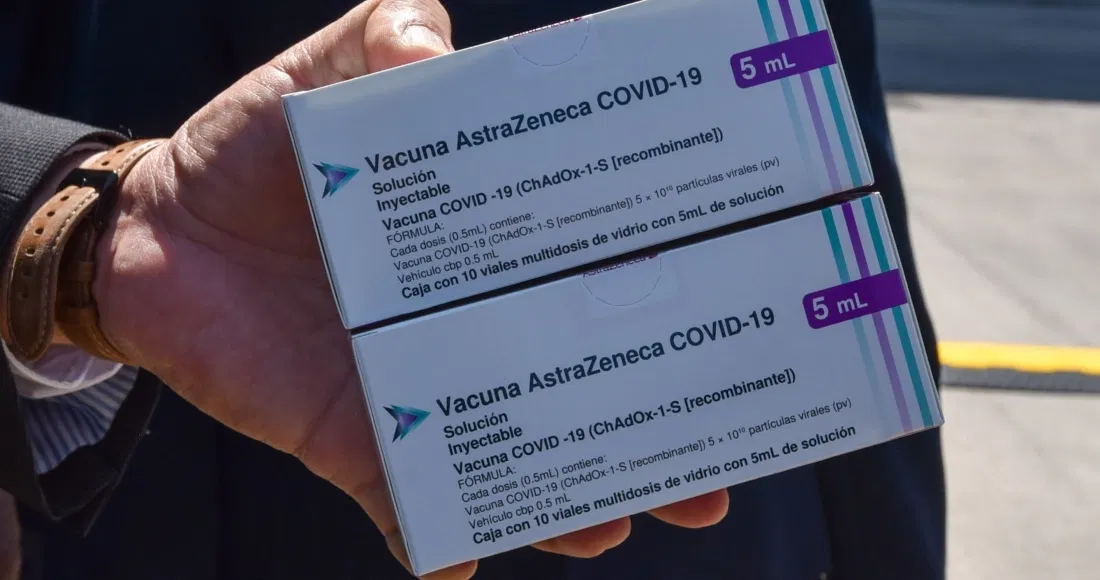 Vacuna AstraZeneca COVID-19
5 mL
Solución
Inyectable
Vacuna COVID -19 (ChAdOx-1-S [recombinante])
FÓRMULA:
Cada dosis (0.5mL) contiene:
Vacuna COVID-19 (ChAdOx-1-S [recombinante]) 5 × 10¹⁰ partículas virales (pv)
Vehículo cbp 0.5 mL
Caja con 10 viales multidosis de vidrio con 5mL de solución
AstraZeneca
Vacuna AstraZeneca COVID-19
5 mL
Solución
Inyectable
Vacuna COVID -19 (ChAdOx-1-S [recombinante])
FÓRMULA:
Cada dosis (0.5mL) contiene:
Vacuna COVID-19 (ChAdOx-1-S [recombinante]) 5 × 10¹⁰ partículas virales (pv)
Vehículo cbp 0.5 mL
Caja con 10 viales multidosis de vidrio con 5mL de solución